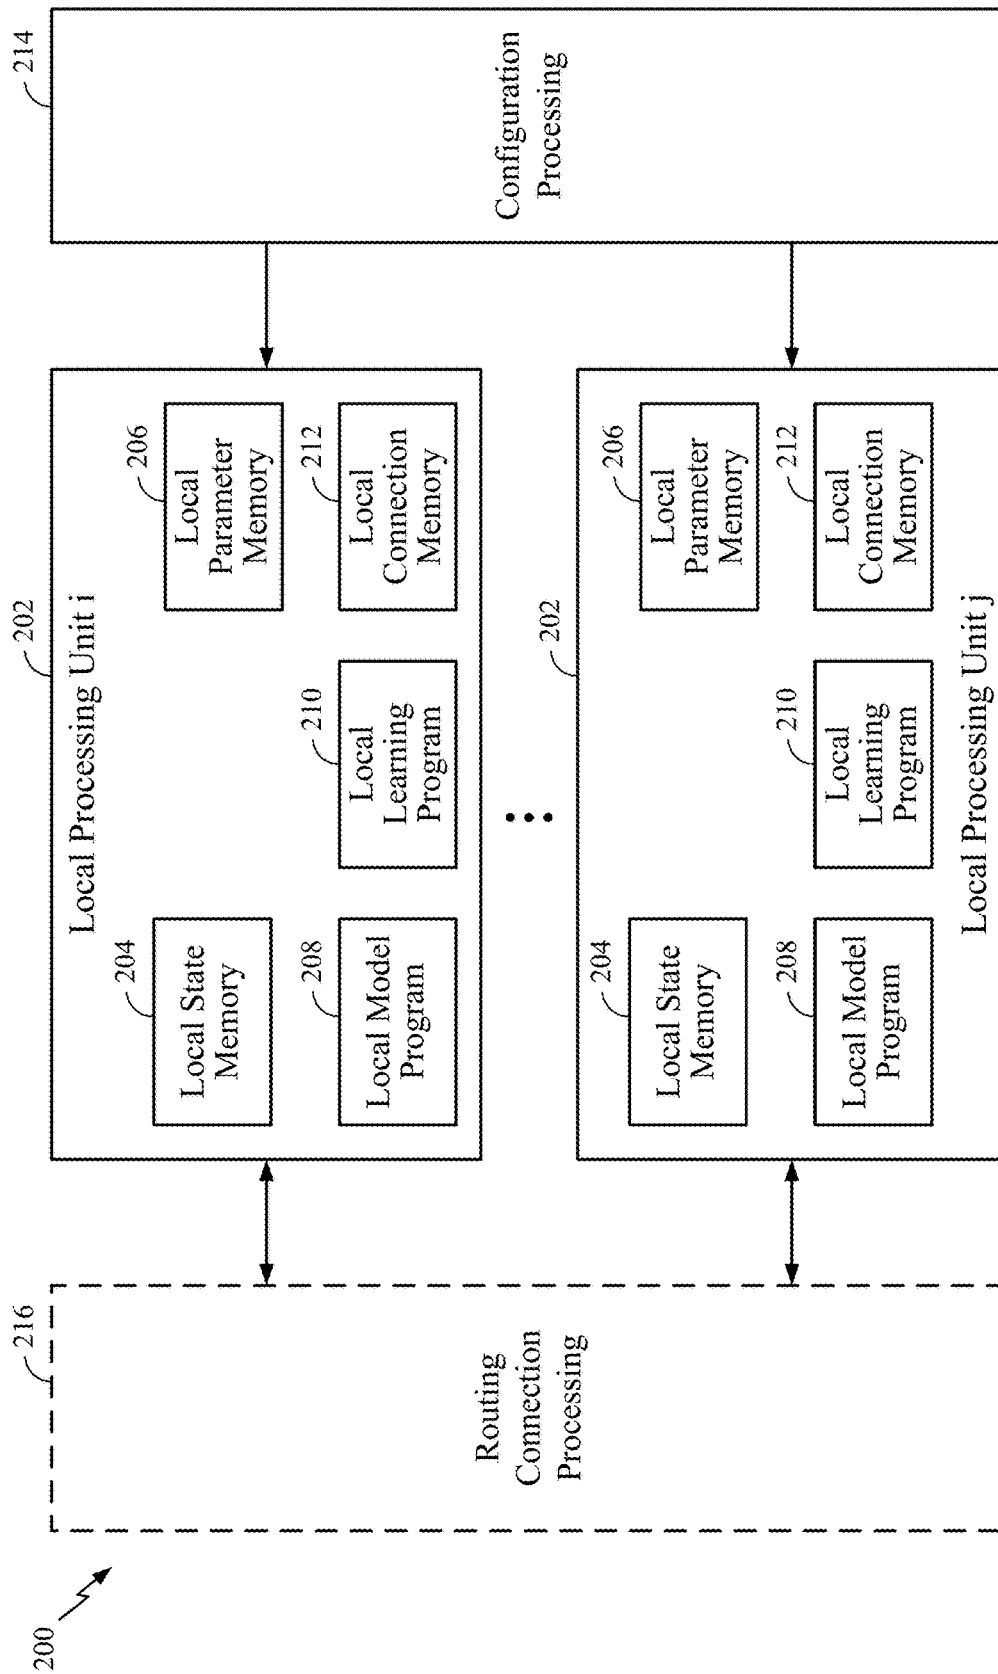 200
216
Routing
Connection
Processing
202
Local Processing Unit i
204
Local State
Memory
206
Local
Parameter
Memory
208
Local Model
Program
210
Local
Learning
Program
212
Local
Connection
Memory
202
204
Local State
Memory
206
Local
Parameter
Memory
208
Local Model
Program
210
Local
Learning
Program
212
Local
Connection
Memory
Local Processing Unit j
214
Configuration
Processing